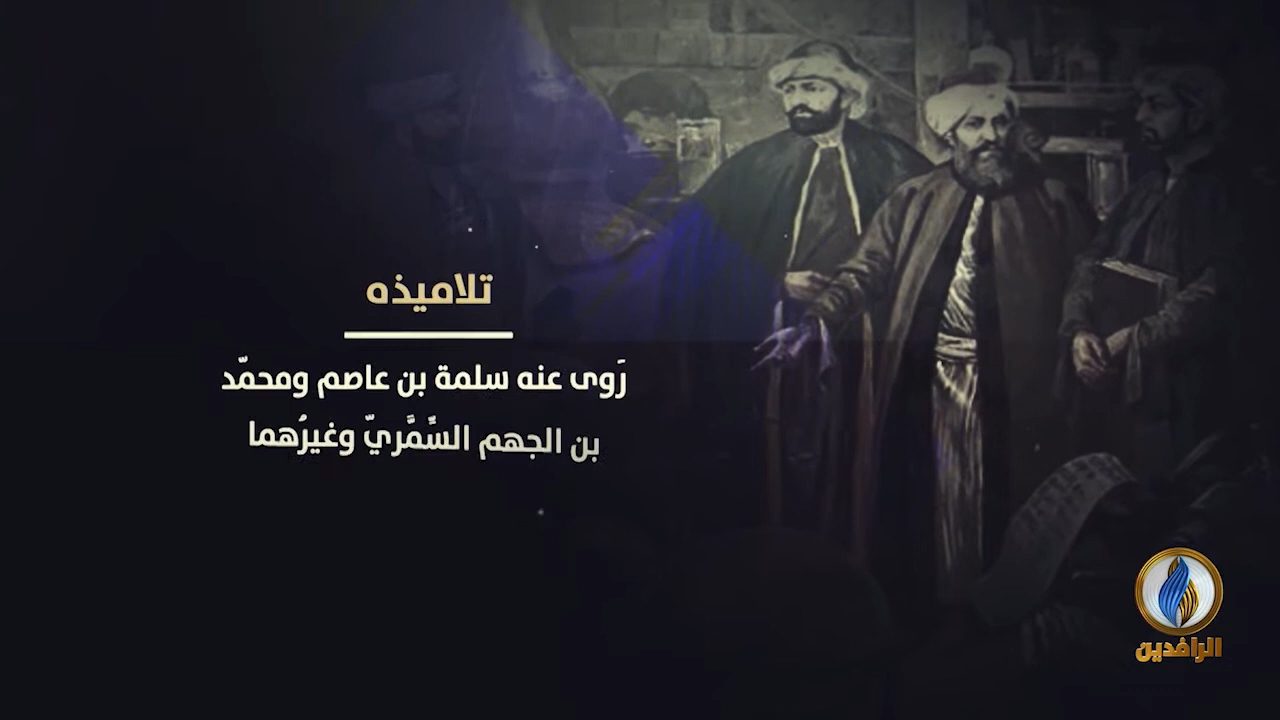 تلاميذه
رَوى عنه سلمة بن عاصم ومحمّد
بن الجهم السِّمَّريّ وغيرُهما
الرافدين